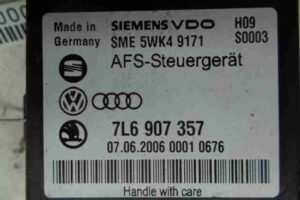 Made in SIEMENS VDO H09
Germany SME 5WK4 9171 S0003
AFS-Steuergerät
7L6 907 357
07.06.2006 0001 0676
Handle with care